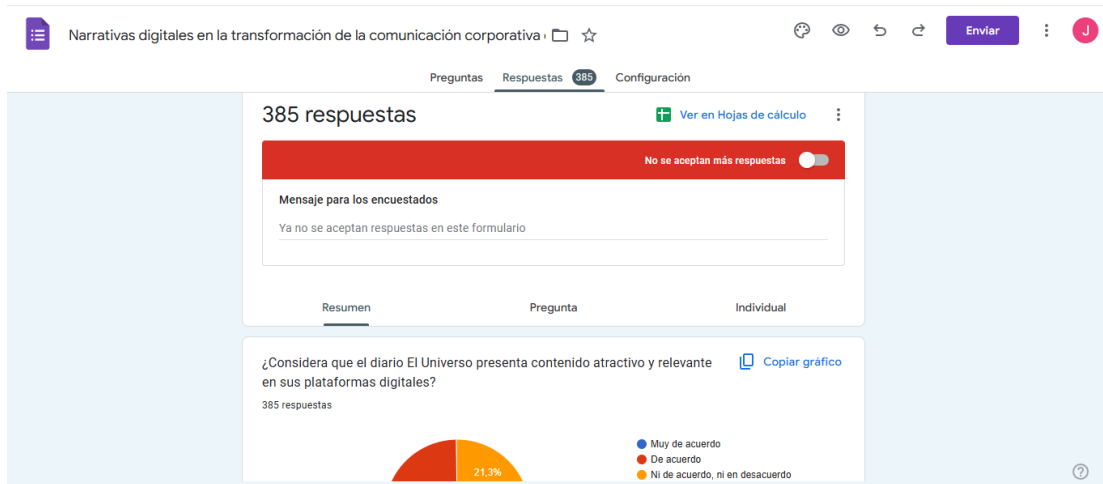 Narrativas digitales en la transformación de la comunicación corporativa
Enviar
J
Preguntas Respuestas 385 Configuración
385 respuestas
Ver en Hojas de cálculo
No se aceptan más respuestas
Mensaje para los encuestados
Ya no se aceptan respuestas en este formulario
Resumen Pregunta Individual
¿Considera que el diario El Universo presenta contenido atractivo y relevante
en sus plataformas digitales?
Copiar gráfico
385 respuestas
Muy de acuerdo
De acuerdo
Ni de acuerdo, ni en desacuerdo
21,3%